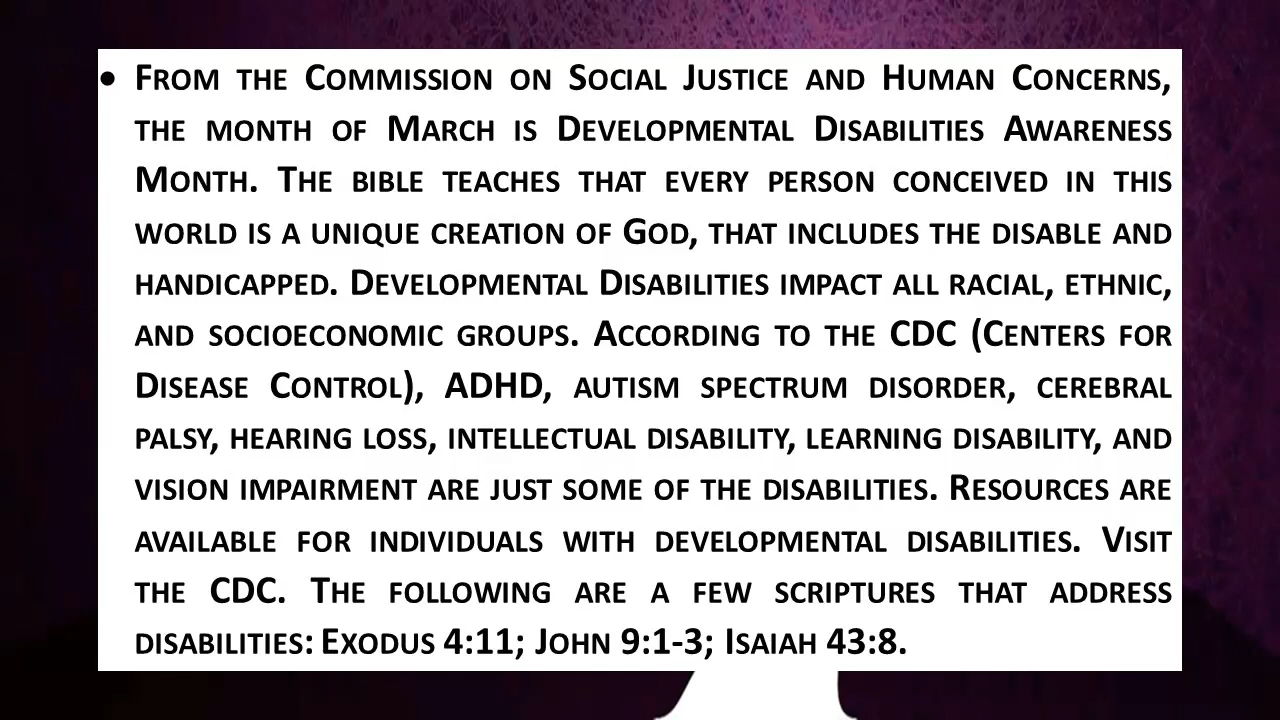 • From the Commission on Social Justice and Human Concerns,
the month of March is Developmental Disabilities Awareness
Month. The bible teaches that every person conceived in this
world is a unique creation of God, that includes the disable and
handicapped. Developmental Disabilities impact all racial, ethnic,
and socioeconomic groups. According to the CDC (Centers for
Disease Control), ADHD, autism spectrum disorder, cerebral
palsy, hearing loss, intellectual disability, learning disability, and
vision impairment are just some of the disabilities. Resources are
available for individuals with developmental disabilities. Visit
the CDC. The following are a few scriptures that address
disabilities: Exodus 4:11; John 9:1-3; Isaiah 43:8.